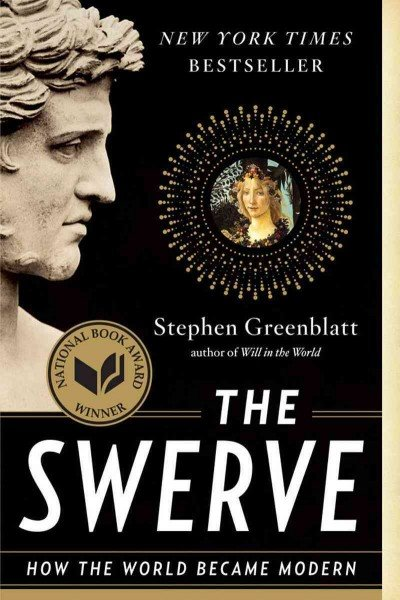 NEW YORK TIMES
BESTSELLER
Stephen Greenblatt
author of Will in the World
NATIONAL BOOK AWARD
WINNER
THE
SWERVE
HOW THE WORLD BECAME MODERN